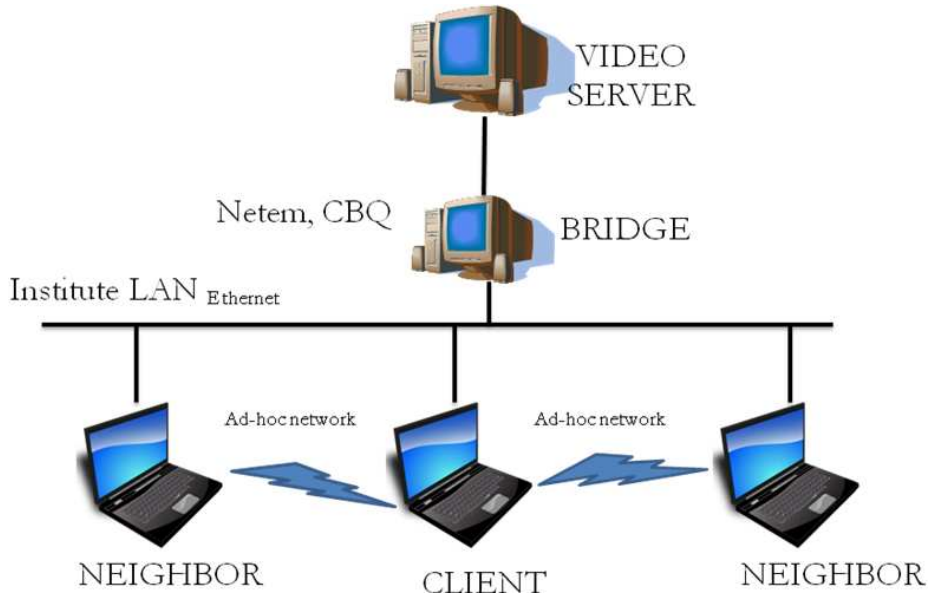 VIDEO
SERVER
Netem, CBQ
BRIDGE
Institute LAN Ethernet
Ad-hoc network
Ad-hoc network
NEIGHBOR
CLIENT
NEIGHBOR